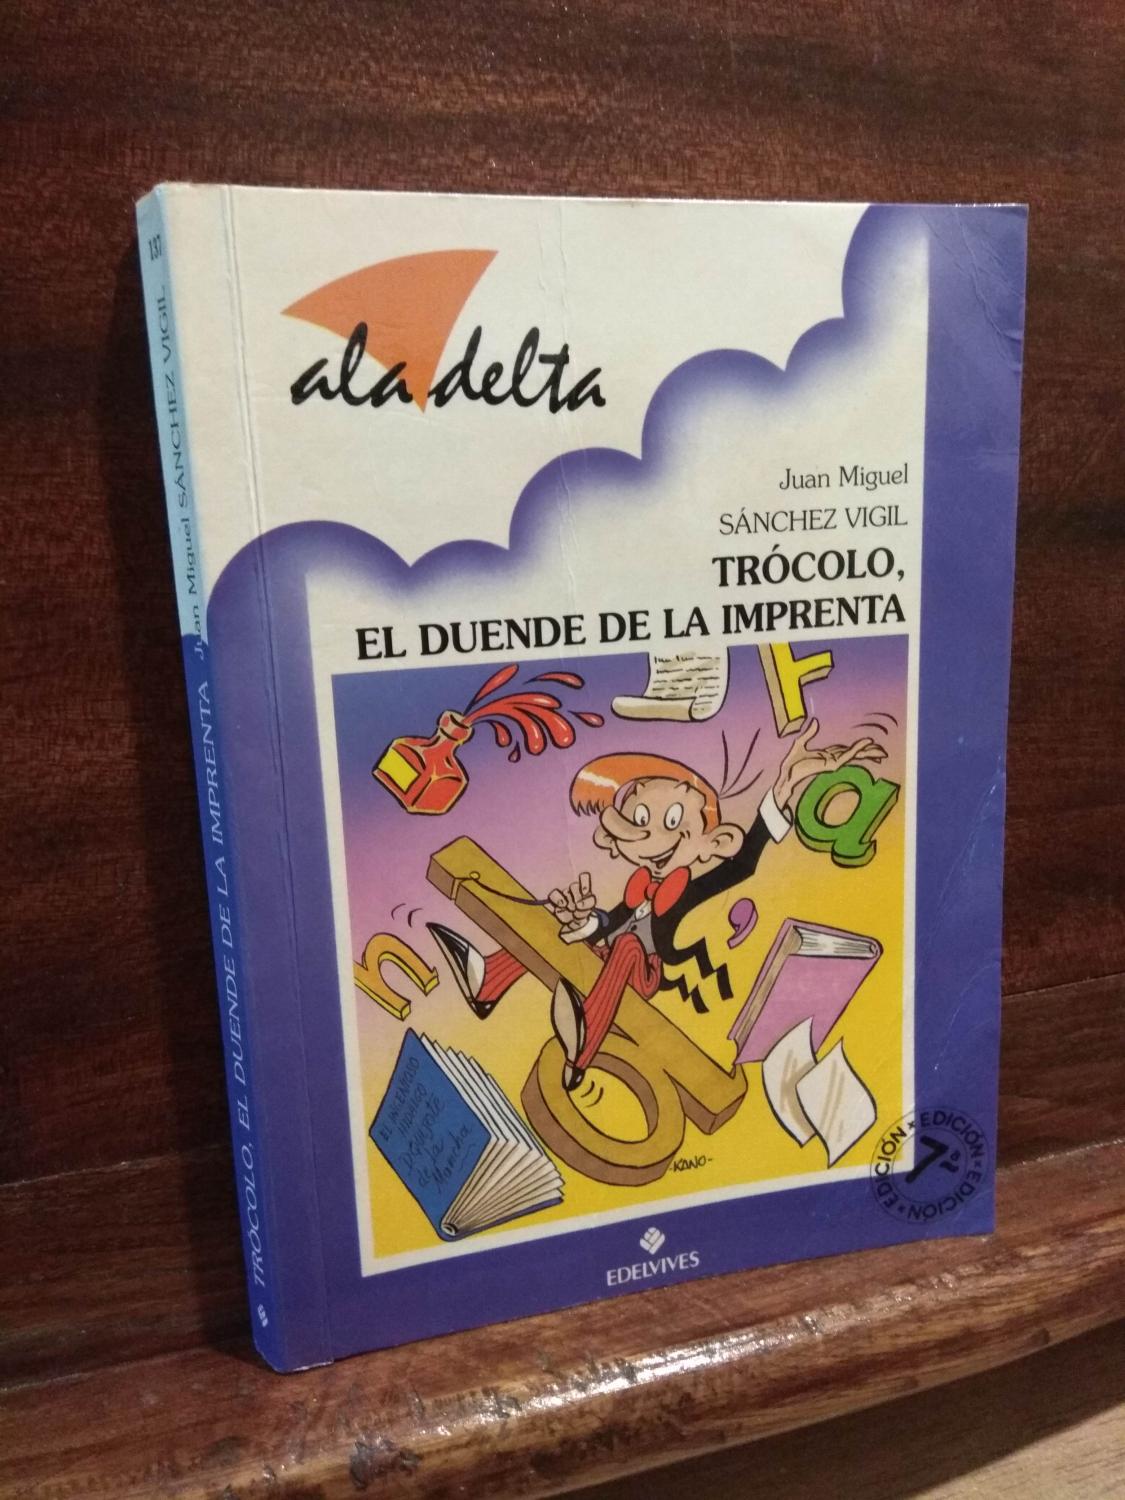 137
Juan Miguel SÁNCHEZ VIGIL
TRÓCOLO, EL DUENDE DE LA IMPRENTA
ala delta
Juan Miguel
SÁNCHEZ VIGIL
TRÓCOLO,
EL DUENDE DE LA IMPRENTA
r
a
n
,
d
EL INGENIOSO
HIDALGO
D. Quijote
de la
Mancha
-KANO-
EDICIÓN * EDICIÓN * EDICIÓN * EDICIÓN *
7ª
EDELVIVES